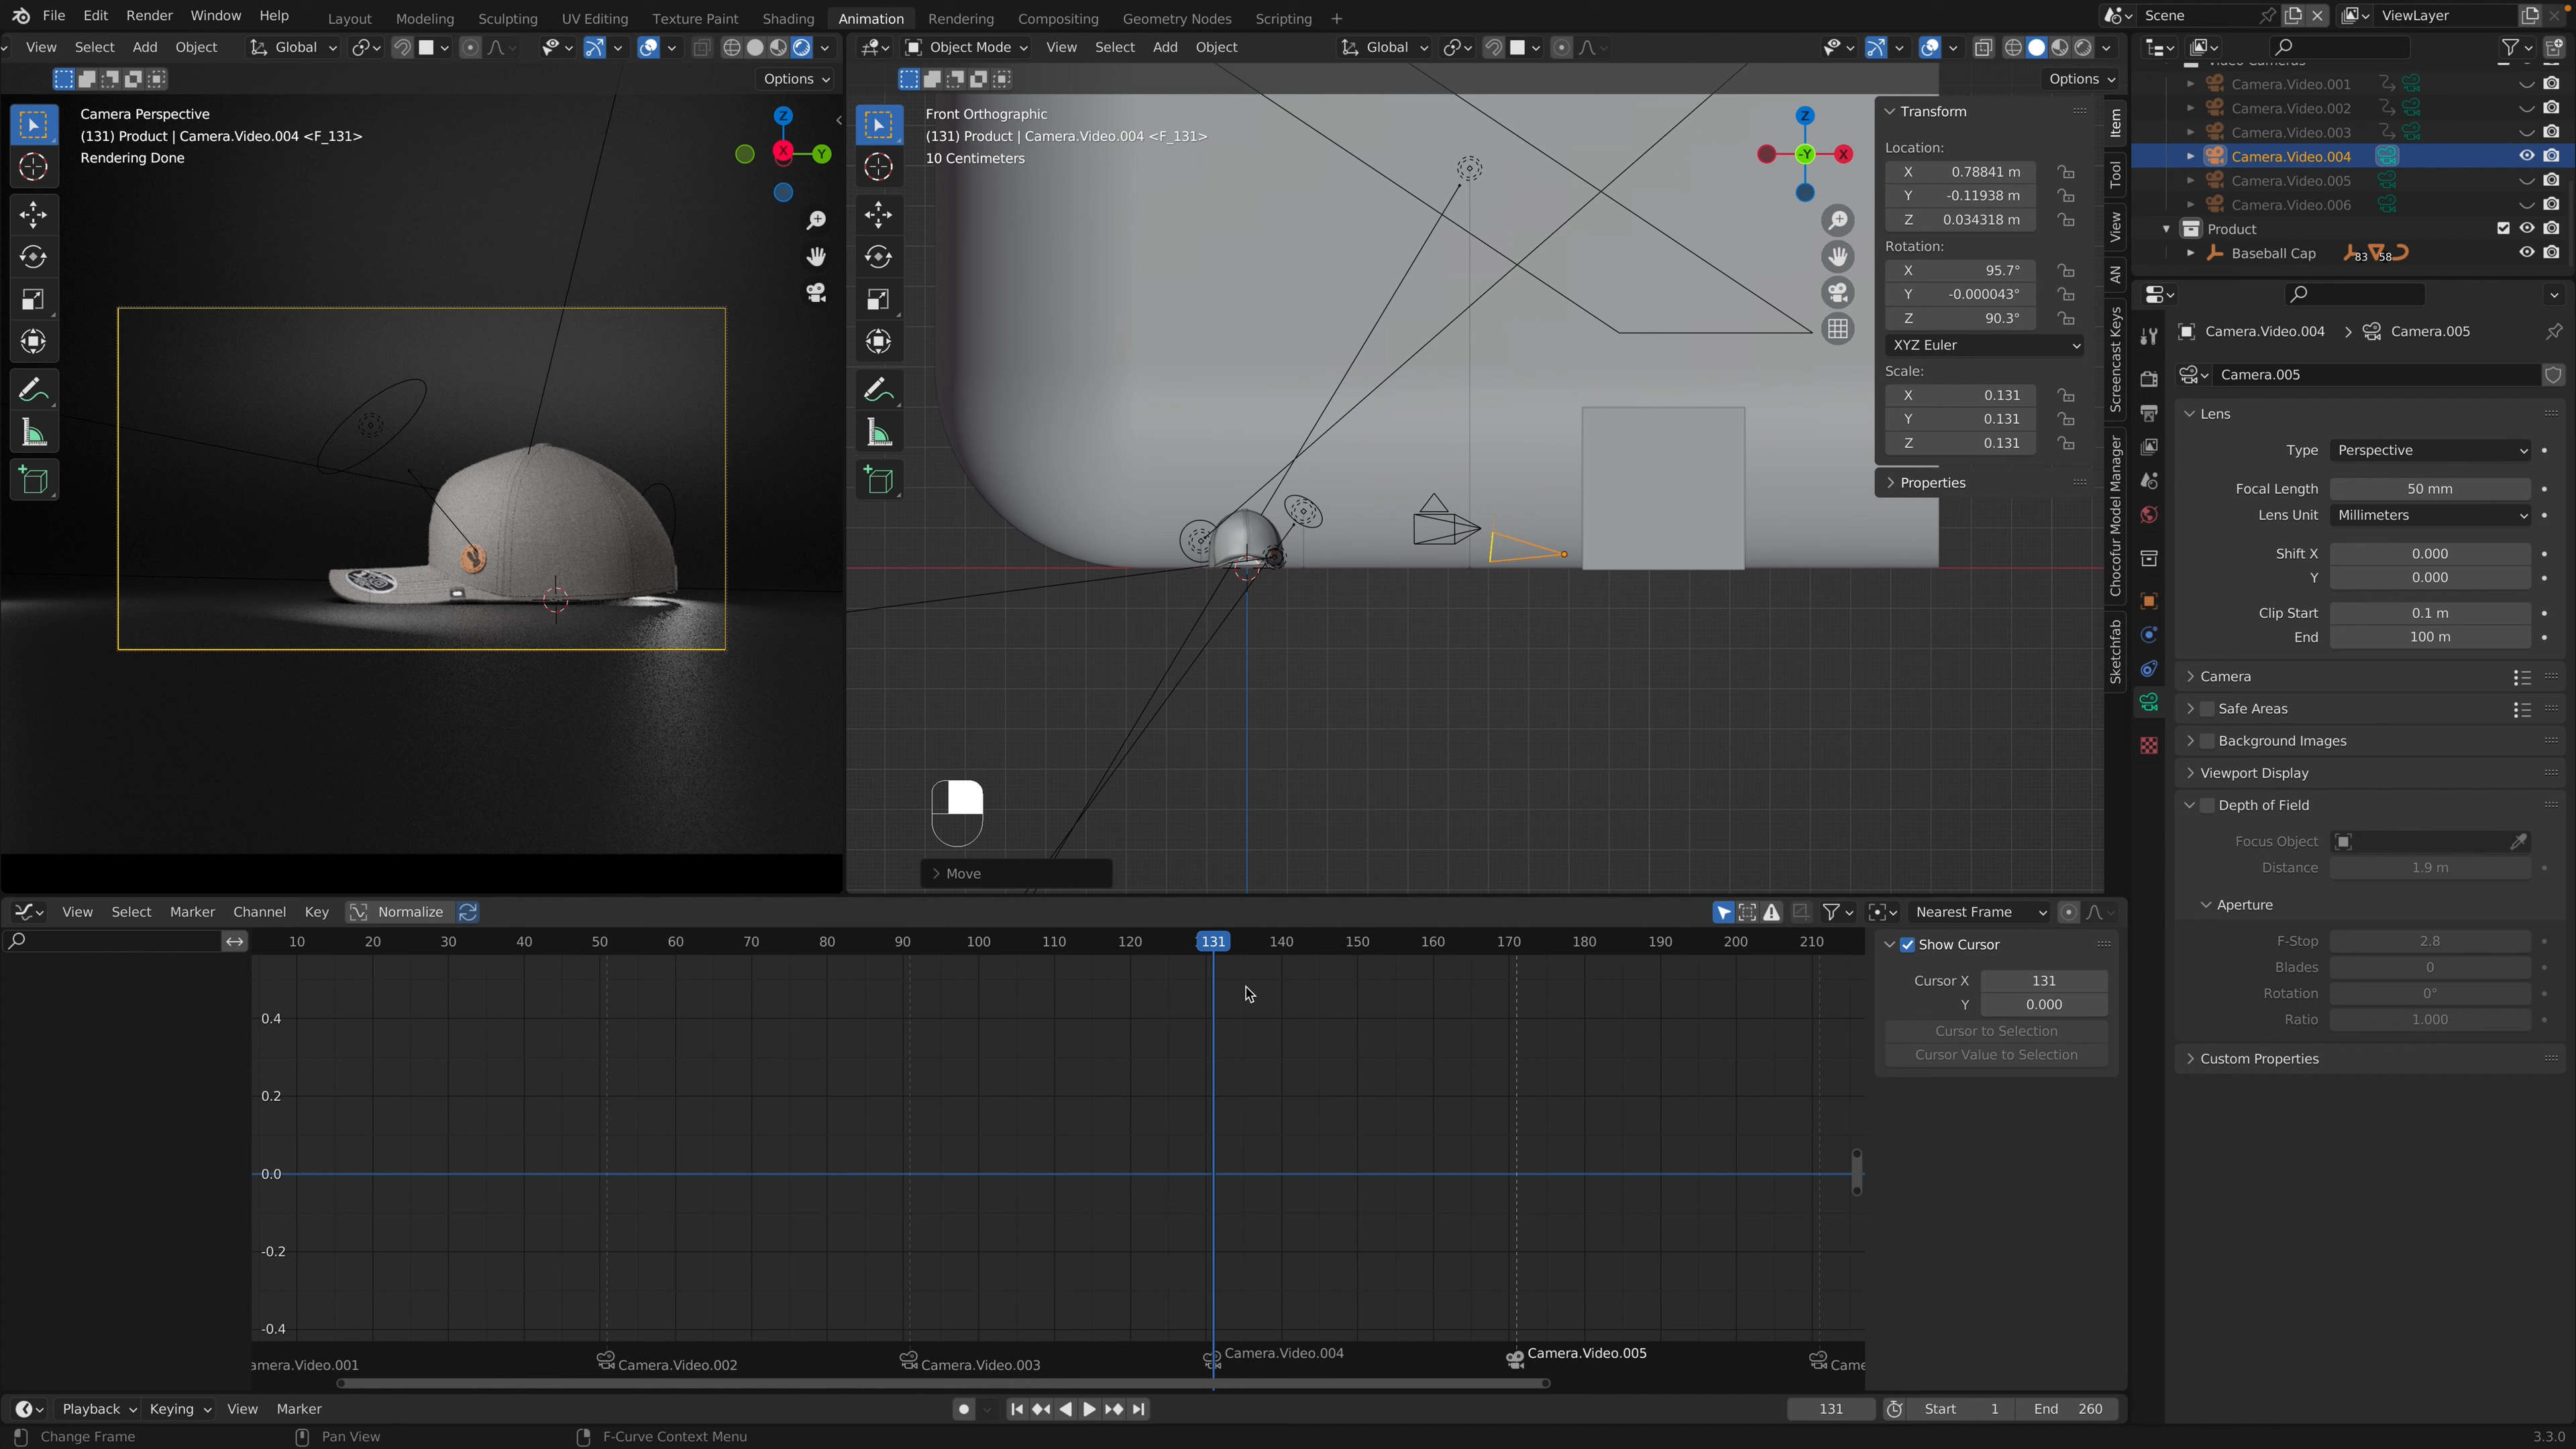 File Edit Render Window Help
Layout Modeling Sculpting UV Editing Texture Paint Shading Animation Rendering Compositing Geometry Nodes Scripting +
Scene
ViewLayer
View Select Add Object Global
Object Mode View Select Add Object Global
Options
Options
Camera Perspective
(131) Product | Camera.Video.004 <F_131>
Rendering Done
Z
X
Y
Front Orthographic
(131) Product | Camera.Video.004 <F_131>
10 Centimeters
Z
-Y
X
Transform
Location:
X 0.78841 m
Y -0.11938 m
Z 0.034318 m
Rotation:
X 95.7°
Y -0.000043°
Z 90.3°
XYZ Euler
Scale:
X 0.131
Y 0.131
Z 0.131
Properties
Item
Tool
View
AN
Screencast Keys
Chocofur Model Manager
Sketchfab
Move
Video Cameras
Camera.Video.001
Camera.Video.002
Camera.Video.003
Camera.Video.004
Camera.Video.005
Camera.Video.006
Product
Baseball Cap 83 58
Camera.Video.004 Camera.005
Camera.005
Lens
Type Perspective
Focal Length 50 mm
Lens Unit Millimeters
Shift X 0.000
Y 0.000
Clip Start 0.1 m
End 100 m
Camera
Safe Areas
Background Images
Viewport Display
Depth of Field
Focus Object
Distance 1.9 m
Aperture
F-Stop 2.8
Blades 0
Rotation 0°
Ratio 1.000
Custom Properties
View Select Marker Channel Key Normalize
Nearest Frame
10 20 30 40 50 60 70 80 90 100 110 120 131 140 150 160 170 180 190 200 210
0.4
0.2
0.0
-0.2
-0.4
Show Cursor
Cursor X 131
Y 0.000
Cursor to Selection
Cursor Value to Selection
amera.Video.001 Camera.Video.002 Camera.Video.003 Camera.Video.004 Camera.Video.005 Came
Playback Keying View Marker
131 Start 1 End 260
Change Frame Pan View F-Curve Context Menu
3.3.0